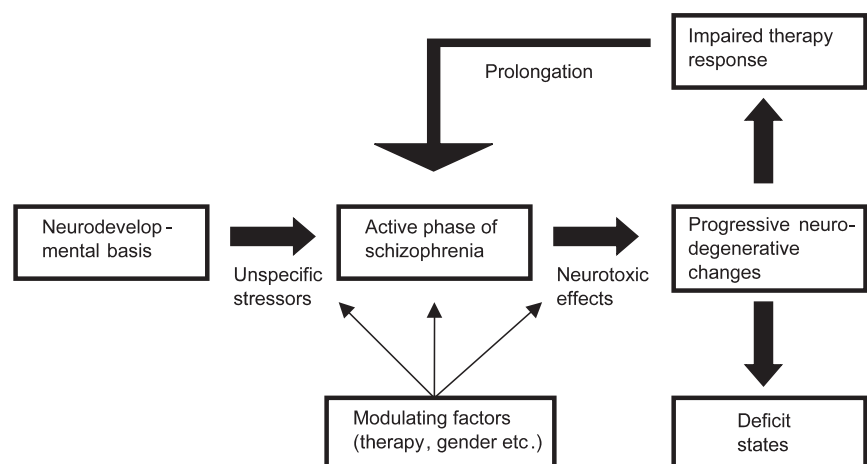 Impaired therapy
response
Prolongation
Neurodevelop-
mental basis
Unspecific
stressors
Active phase of
schizophrenia
Neurotoxic
effects
Progressive neuro-
degenerative
changes
Modulating factors
(therapy, gender etc.)
Deficit
states